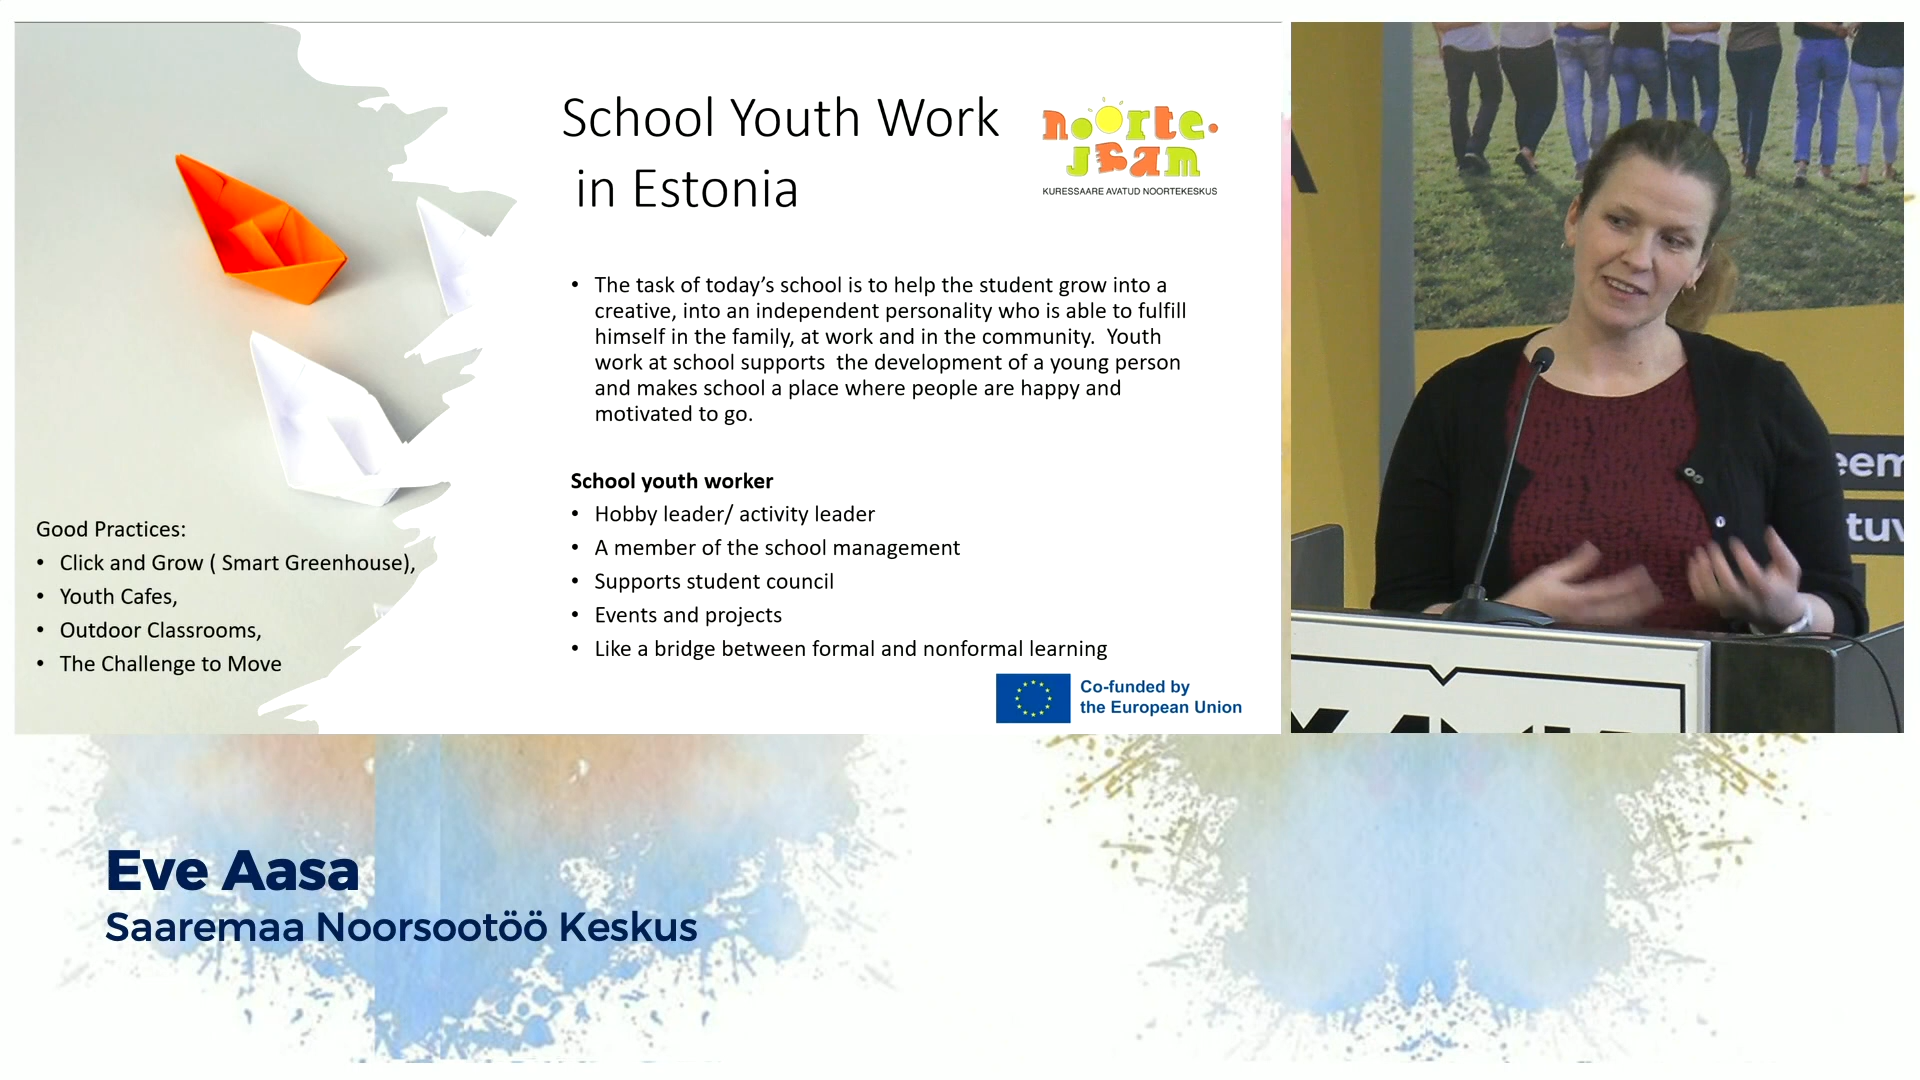 School Youth Work
in Estonia
noorte.
jaam
KURESSAARE AVATUD NOORTEKESKUS
• The task of today's school is to help the student grow into a
creative, into an independent personality who is able to fulfill
himself in the family, at work and in the community. Youth
work at school supports the development of a young person
and makes school a place where people are happy and
motivated to go.
School youth worker
• Hobby leader/ activity leader
• A member of the school management
• Supports student council
• Events and projects
• Like a bridge between formal and nonformal learning
Good Practices:
• Click and Grow ( Smart Greenhouse),
• Youth Cafes,
• Outdoor Classrooms,
• The Challenge to Move
Co-funded by
the European Union
eem
tuv
Eve Aasa
Saaremaa Noorsootöö Keskus